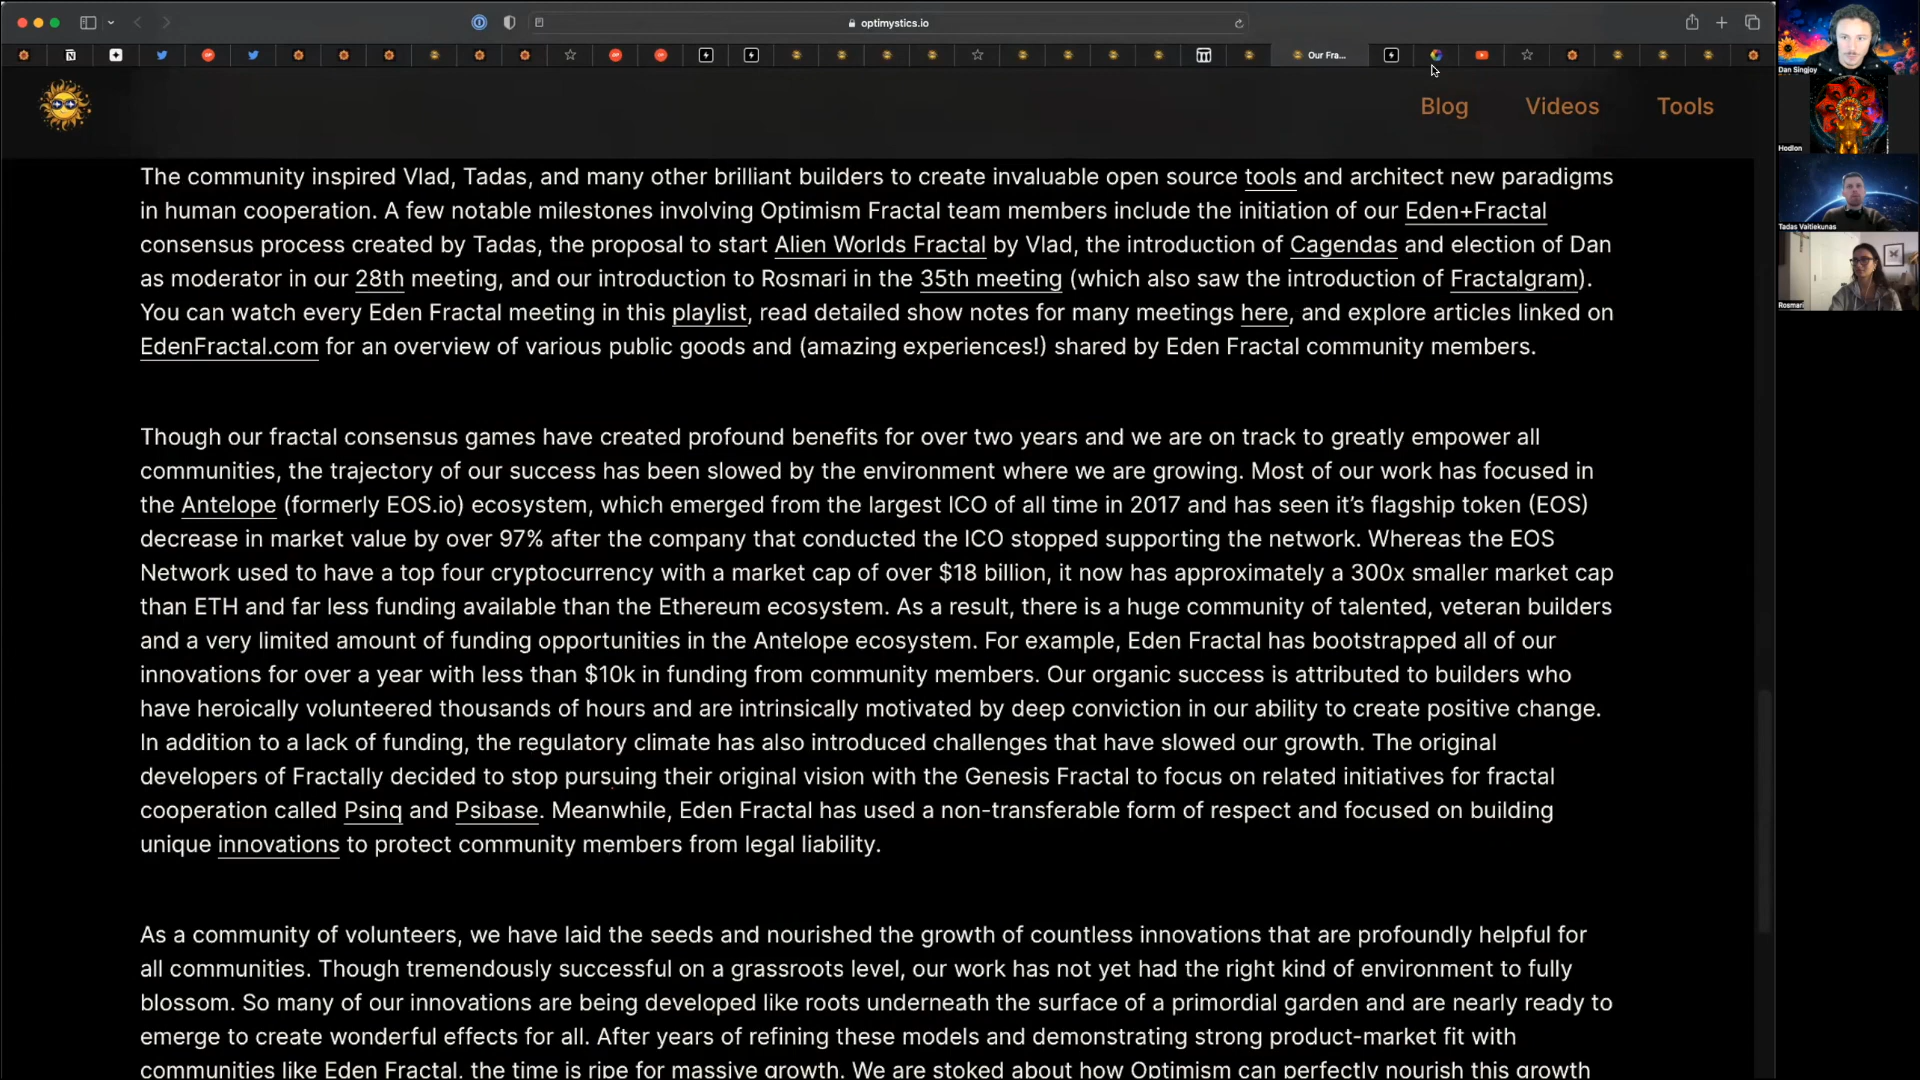 optimystics.io
Our Fra...
Blog Videos Tools
The community inspired Vlad, Tadas, and many other brilliant builders to create invaluable open source tools and architect new paradigms
in human cooperation. A few notable milestones involving Optimism Fractal team members include the initiation of our Eden+Fractal
consensus process created by Tadas, the proposal to start Alien Worlds Fractal by Vlad, the introduction of Cagendas and election of Dan
as moderator in our 28th meeting, and our introduction to Rosmari in the 35th meeting (which also saw the introduction of Fractalgram).
You can watch every Eden Fractal meeting in this playlist, read detailed show notes for many meetings here, and explore articles linked on
EdenFractal.com for an overview of various public goods and (amazing experiences!) shared by Eden Fractal community members.
Though our fractal consensus games have created profound benefits for over two years and we are on track to greatly empower all
communities, the trajectory of our success has been slowed by the environment where we are growing. Most of our work has focused in
the Antelope (formerly EOS.io) ecosystem, which emerged from the largest ICO of all time in 2017 and has seen it's flagship token (EOS)
decrease in market value by over 97% after the company that conducted the ICO stopped supporting the network. Whereas the EOS
Network used to have a top four cryptocurrency with a market cap of over $18 billion, it now has approximately a 300x smaller market cap
than ETH and far less funding available than the Ethereum ecosystem. As a result, there is a huge community of talented, veteran builders
and a very limited amount of funding opportunities in the Antelope ecosystem. For example, Eden Fractal has bootstrapped all of our
innovations for over a year with less than $10k in funding from community members. Our organic success is attributed to builders who
have heroically volunteered thousands of hours and are intrinsically motivated by deep conviction in our ability to create positive change.
In addition to a lack of funding, the regulatory climate has also introduced challenges that have slowed our growth. The original
developers of Fractally decided to stop pursuing their original vision with the Genesis Fractal to focus on related initiatives for fractal
cooperation called Psinq and Psibase. Meanwhile, Eden Fractal has used a non-transferable form of respect and focused on building
unique innovations to protect community members from legal liability.
As a community of volunteers, we have laid the seeds and nourished the growth of countless innovations that are profoundly helpful for
all communities. Though tremendously successful on a grassroots level, our work has not yet had the right kind of environment to fully
blossom. So many of our innovations are being developed like roots underneath the surface of a primordial garden and are nearly ready to
emerge to create wonderful effects for all. After years of refining these models and demonstrating strong product-market fit with
communities like Eden Fractal, the time is ripe for massive growth. We are stoked about how Optimism can perfectly nourish this growth
Dan Singjoy
Hodlon
Tadas Vaitiekunas
Rosmari